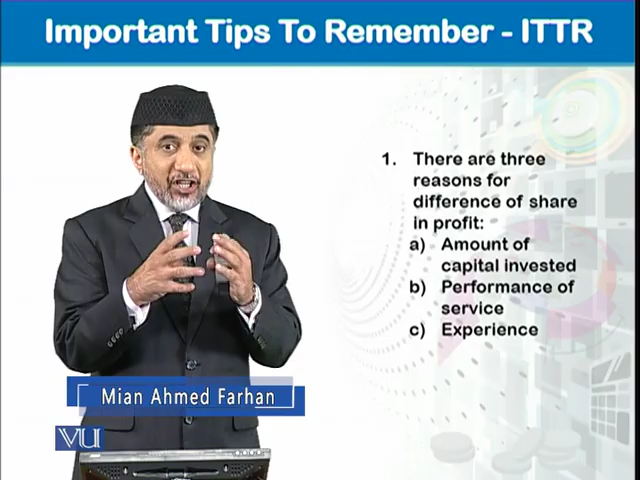 Important Tips To Remember - ITTR
1. There are three
reasons for
difference of share
in profit:
a) Amount of
capital invested
b) Performance of
service
c) Experience
Mian Ahmed Farhan
VU